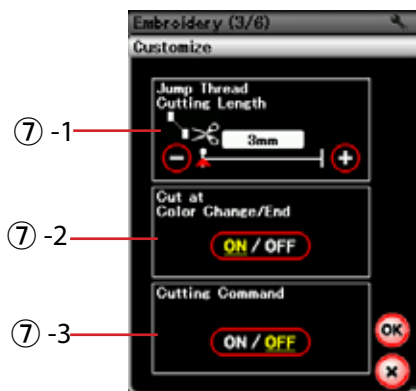 Embroidery (3/6)
Customize
Jump Thread
Cutting Length
⑦ -1
3mm
Cut at
Color Change/End
⑦ -2
ON / OFF
Cutting Command
⑦ -3
ON / OFF
OK